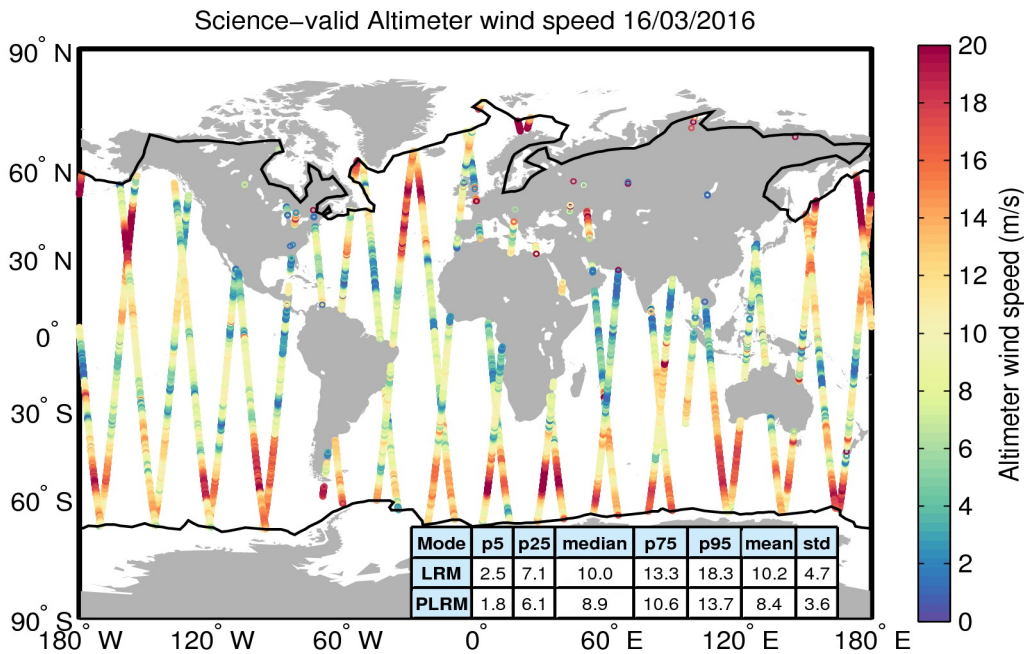 Science−valid Altimeter wind speed 16/03/2016
90° N
60° N
30° N
0°
30° S
60° S
90° S
180° W
120° W
60° W
0°
60° E
120° E
180° E
Mode p5 p25 median p75 p95 mean std
LRM 2.5 7.1 10.0 13.3 18.3 10.2 4.7
PLRM 1.8 6.1 8.9 10.6 13.7 8.4 3.6
20
18
16
14
12
10
8
6
4
2
0
Altimeter wind speed (m/s)